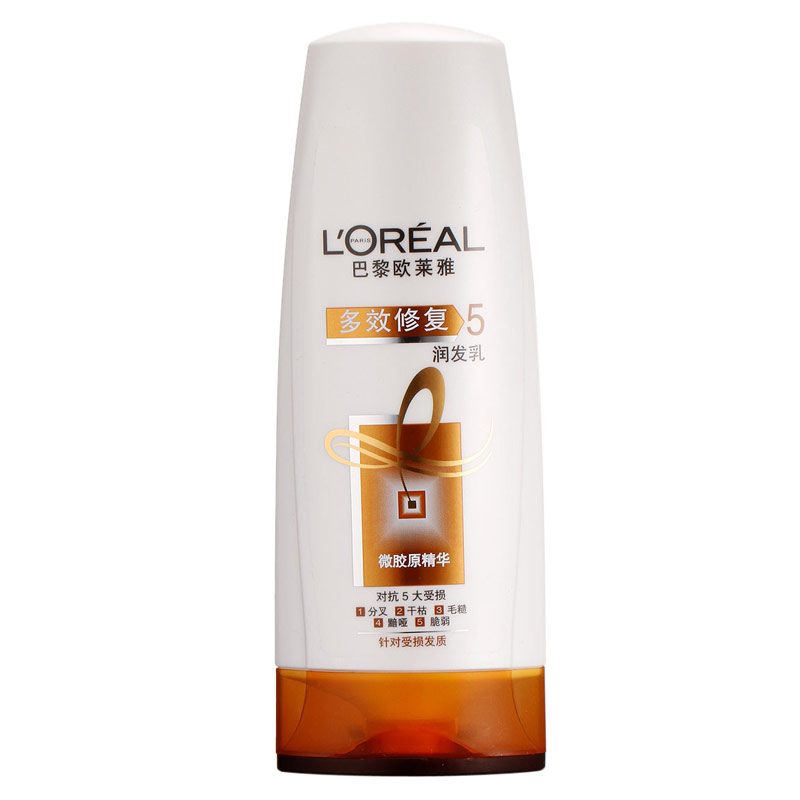 L'ORÉAL
PARIS
巴黎欧莱雅
多效修复 5
润发乳
微胶原精华
对抗 5 大受损
1 分叉 2 干枯 3 毛糙
4 黯哑 5 脆弱
针对受损发质